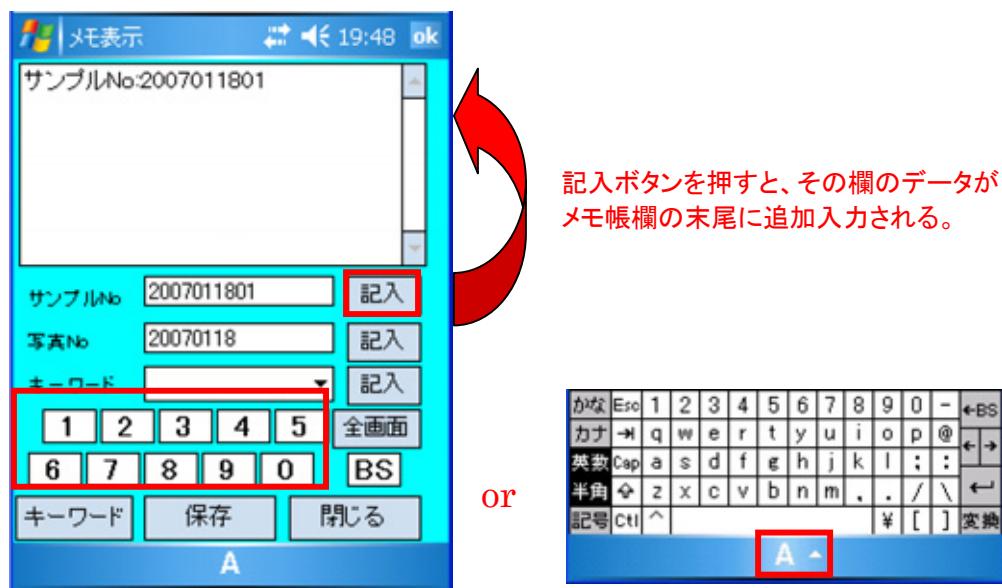 メモ表示 19:48 ok
サンプルNo:2007011801
記入ボタンを押すと、その欄のデータが
メモ帳欄の末尾に追加入力される。
サンプルNo 2007011801 記入
写真No 20070118 記入
キーワード 記入
1 2 3 4 5 全画面
6 7 8 9 0 BS
キーワード 保存 閉じる
A
or
かな Esc 1 2 3 4 5 6 7 8 9 0 - ←BS
カナ →| q w e r t y u i o p @ ← →
英数 Cap a s d f g h j k l ; :
半角 ⇧ z x c v b n m , . / \ ↵
記号 Ctl ^ ¥ [ ] 変換
A